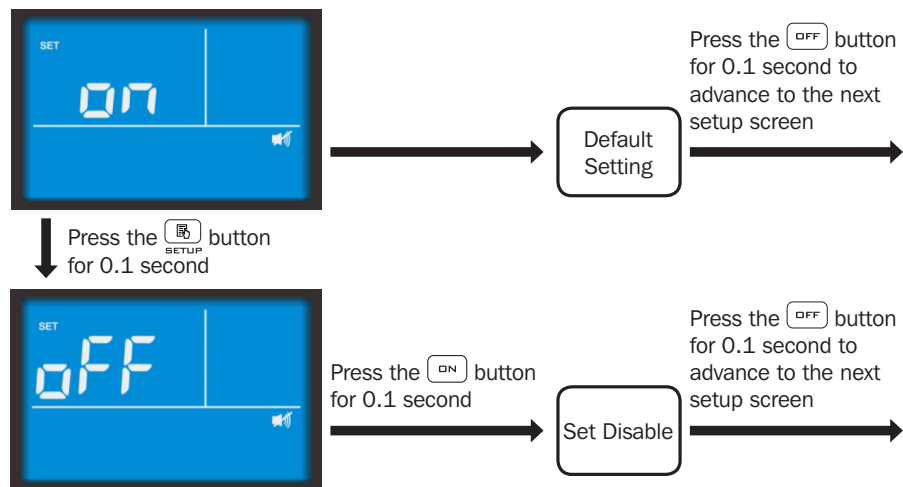 SET
on
Press the OFF button
for 0.1 second to
advance to the next
setup screen
Default
Setting
Press the SETUP button
for 0.1 second
SET
oFF
Press the ON button
for 0.1 second
Set Disable
Press the OFF button
for 0.1 second to
advance to the next
setup screen